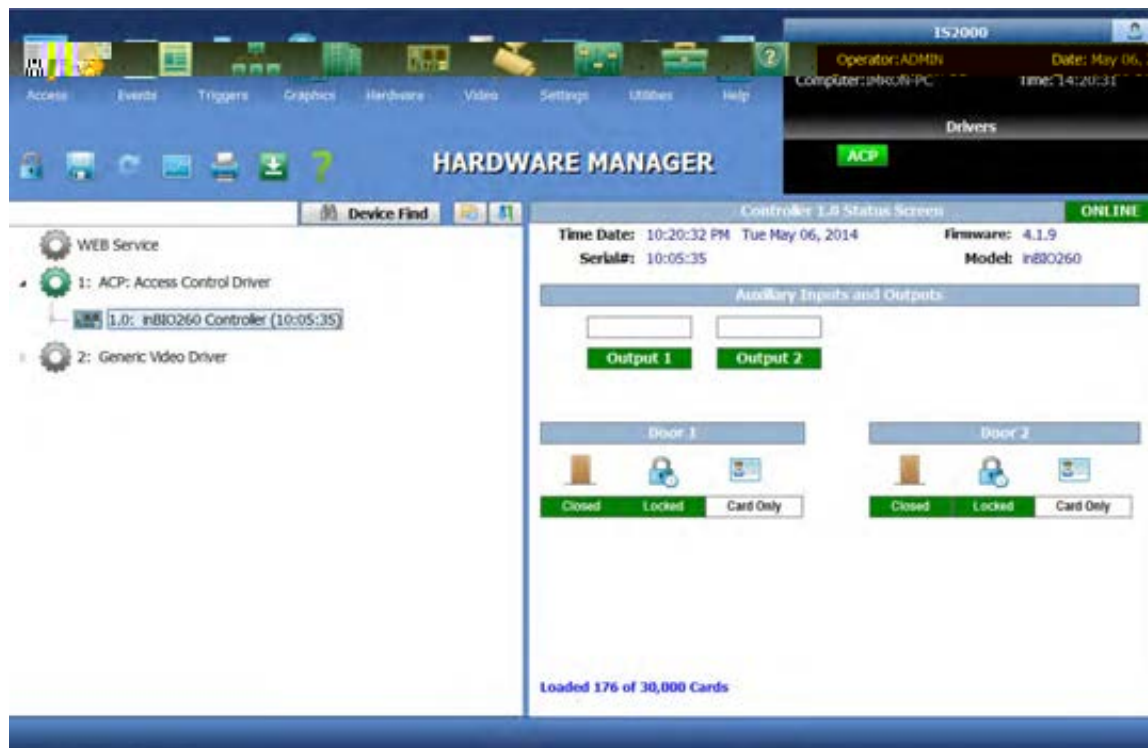 IS2000
Operator:ADMIN Date: May 06,
Computer:IMRON-PC Time: 14:20:31
Access Events Triggers Graphics Hardware Video Settings Utilities Help
Drivers
ACP
HARDWARE MANAGER
Device Find
WEB Service
1: ACP: Access Control Driver
1.0: inBIO260 Controller (10:05:35)
2: Generic Video Driver
Controller 1.0 Status Screen ONLINE
Time Date: 10:20:32 PM Tue May 06, 2014 Firmware: 4.1.9
Serial#: 10:05:35 Model: inBIO260
Auxiliary Inputs and Outputs
Output 1 Output 2
Door 1 Door 2
Closed Locked Card Only Closed Locked Card Only
Loaded 176 of 30,000 Cards